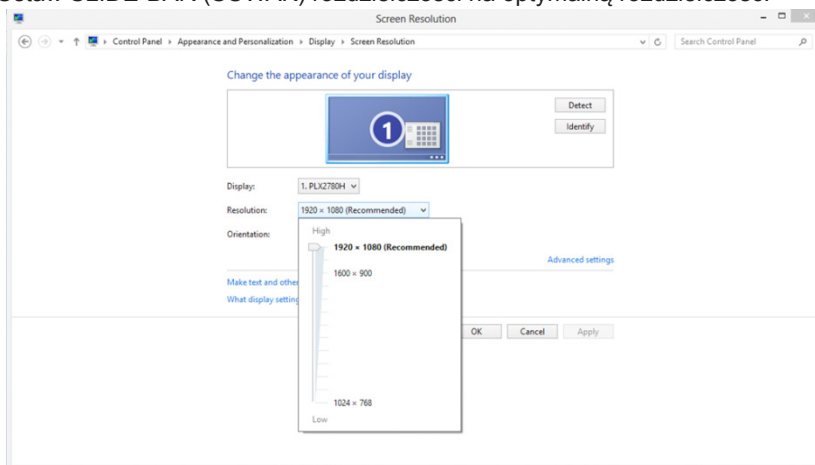 Screen Resolution
Control Panel Appearance and Personalization Display Screen Resolution
Search Control Panel
Change the appearance of your display
1
Detect
Identify
Display:
1. PLX2780H
Resolution:
1920 × 1080 (Recommended)
Orientation:
High
1920 × 1080 (Recommended)
1600 × 900
1024 × 768
Low
Advanced settings
Make text and other
What display setting
OK Cancel Apply